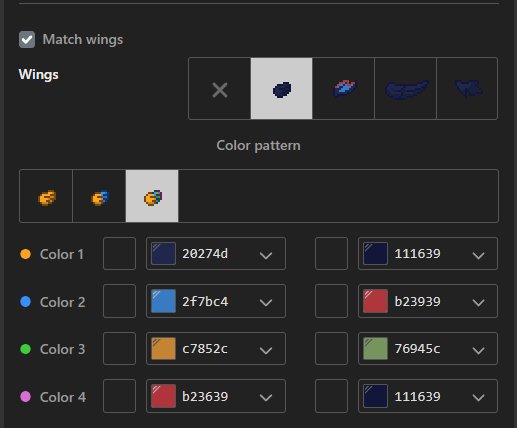 Match wings
Wings
Color pattern
Color 1 20274d 111639
Color 2 2f7bc4 b23939
Color 3 c7852c 76945c
Color 4 b23639 111639